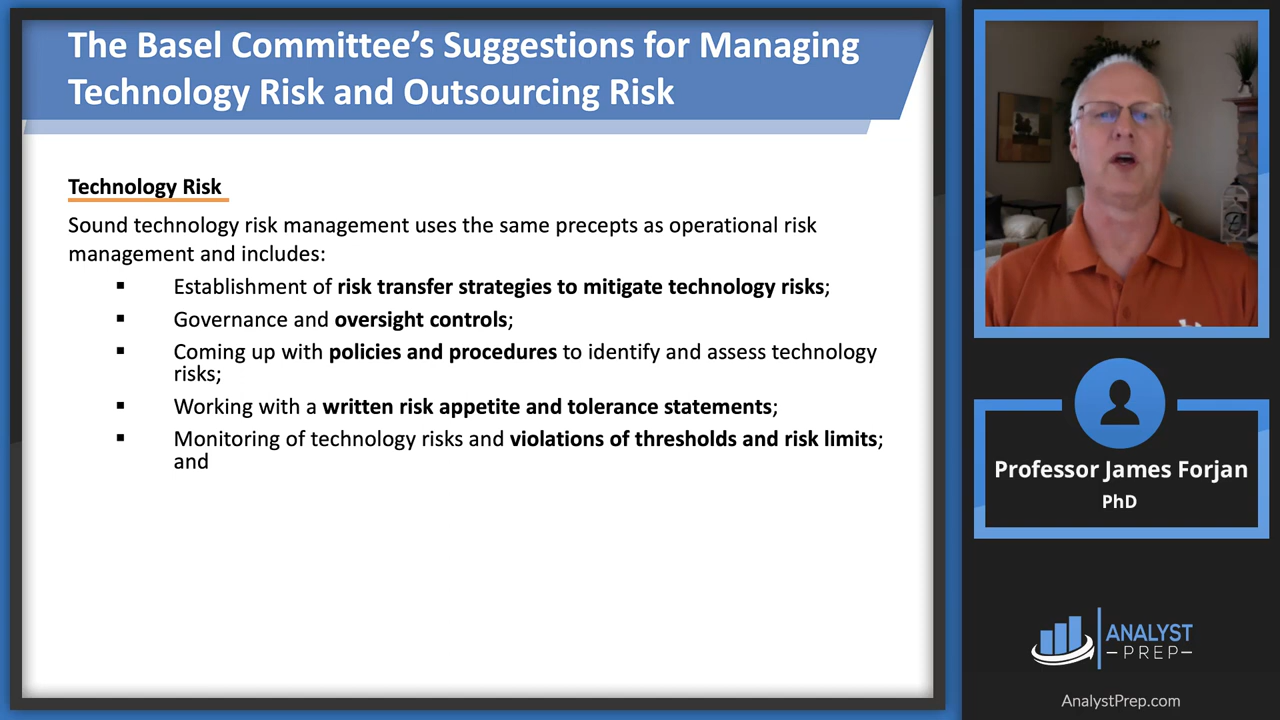 The Basel Committee's Suggestions for Managing
Technology Risk and Outsourcing Risk
Technology Risk
Sound technology risk management uses the same precepts as operational risk
management and includes:
▪ Establishment of risk transfer strategies to mitigate technology risks;
▪ Governance and oversight controls;
▪ Coming up with policies and procedures to identify and assess technology
risks;
▪ Working with a written risk appetite and tolerance statements;
▪ Monitoring of technology risks and violations of thresholds and risk limits;
and
Professor James Forjan
PhD
ANALYST
–PREP–
AnalystPrep.com